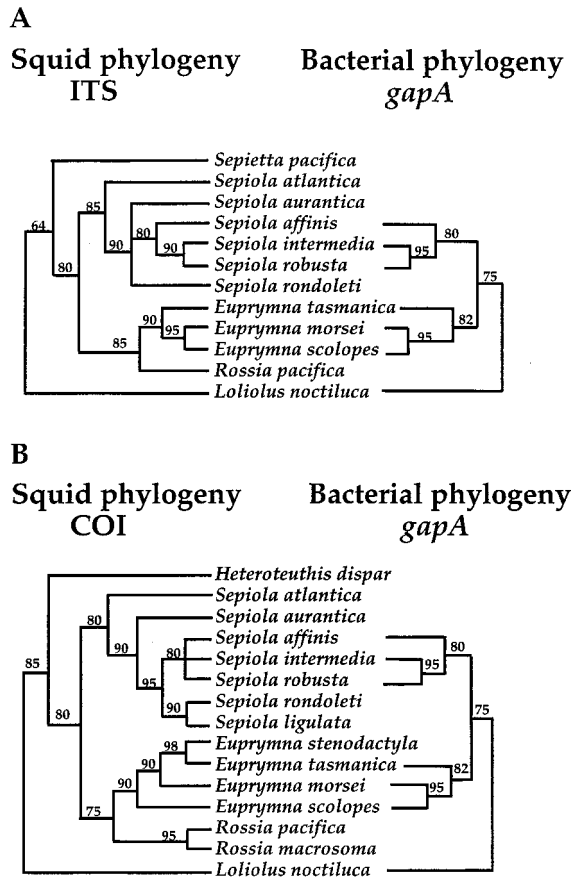 A
Squid phylogeny Bacterial phylogeny
ITS gapA
Sepietta pacifica
85 Sepiola atlantica
Sepiola aurantica
64 80 Sepiola affinis 80
90 90 Sepiola intermedia 95
80 Sepiola robusta 75
Sepiola rondoleti
90 Euprymna tasmanica 82
85 95 Euprymna morsei 95
Euprymna scolopes
Rossia pacifica
Loliolus noctiluca
B
Squid phylogeny Bacterial phylogeny
COI gapA
Heteroteuthis dispar
80 Sepiola atlantica
Sepiola aurantica
90 80 Sepiola affinis 80
85 Sepiola intermedia 95
95 Sepiola robusta
90 Sepiola rondoleti
80 Sepiola ligulata 75
98 Euprymna stenodactyla
90 Euprymna tasmanica 82
90 Euprymna morsei 95
75 Euprymna scolopes
95 Rossia pacifica
Rossia macrosoma
Loliolus noctiluca